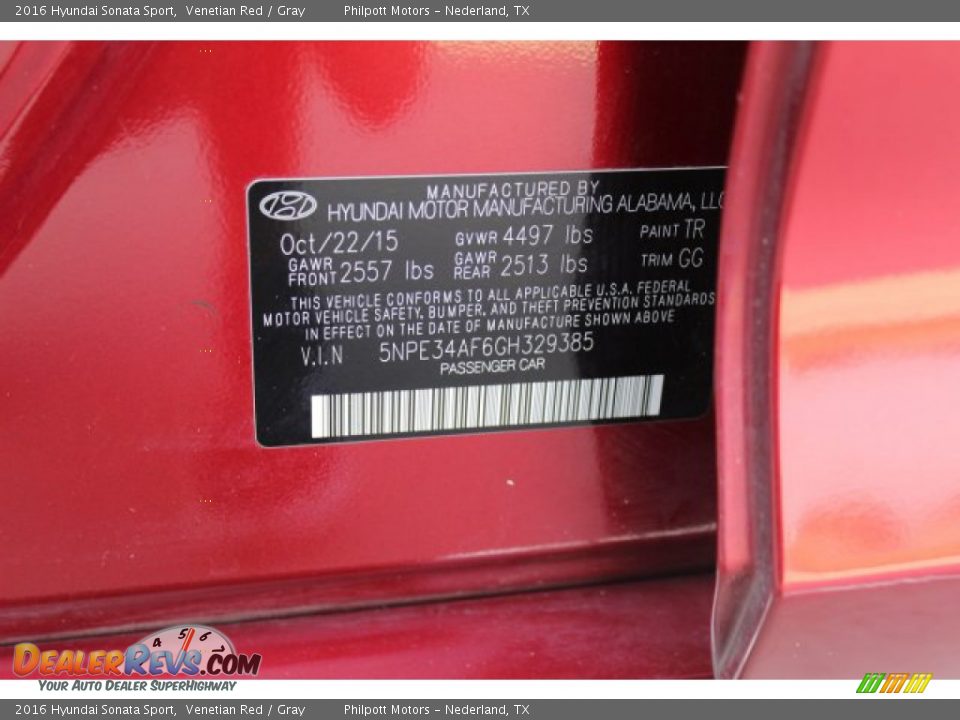 2016 Hyundai Sonata Sport, Venetian Red / Gray Philpott Motors - Nederland, TX
MANUFACTURED BY
HYUNDAI MOTOR MANUFACTURING ALABAMA, LLC
Oct/22/15 GVWR 4497 lbs PAINT TR
GAWR FRONT 2557 lbs GAWR REAR 2513 lbs TRIM GG
THIS VEHICLE CONFORMS TO ALL APPLICABLE U.S.A. FEDERAL
MOTOR VEHICLE SAFETY, BUMPER, AND THEFT PREVENTION STANDARDS
IN EFFECT ON THE DATE OF MANUFACTURE SHOWN ABOVE
V.I.N 5NPE34AF6GH329385
PASSENGER CAR
4 5 6
DEALERREVS.COM
YOUR AUTO DEALER SUPERHIGHWAY
2016 Hyundai Sonata Sport, Venetian Red / Gray Philpott Motors - Nederland, TX